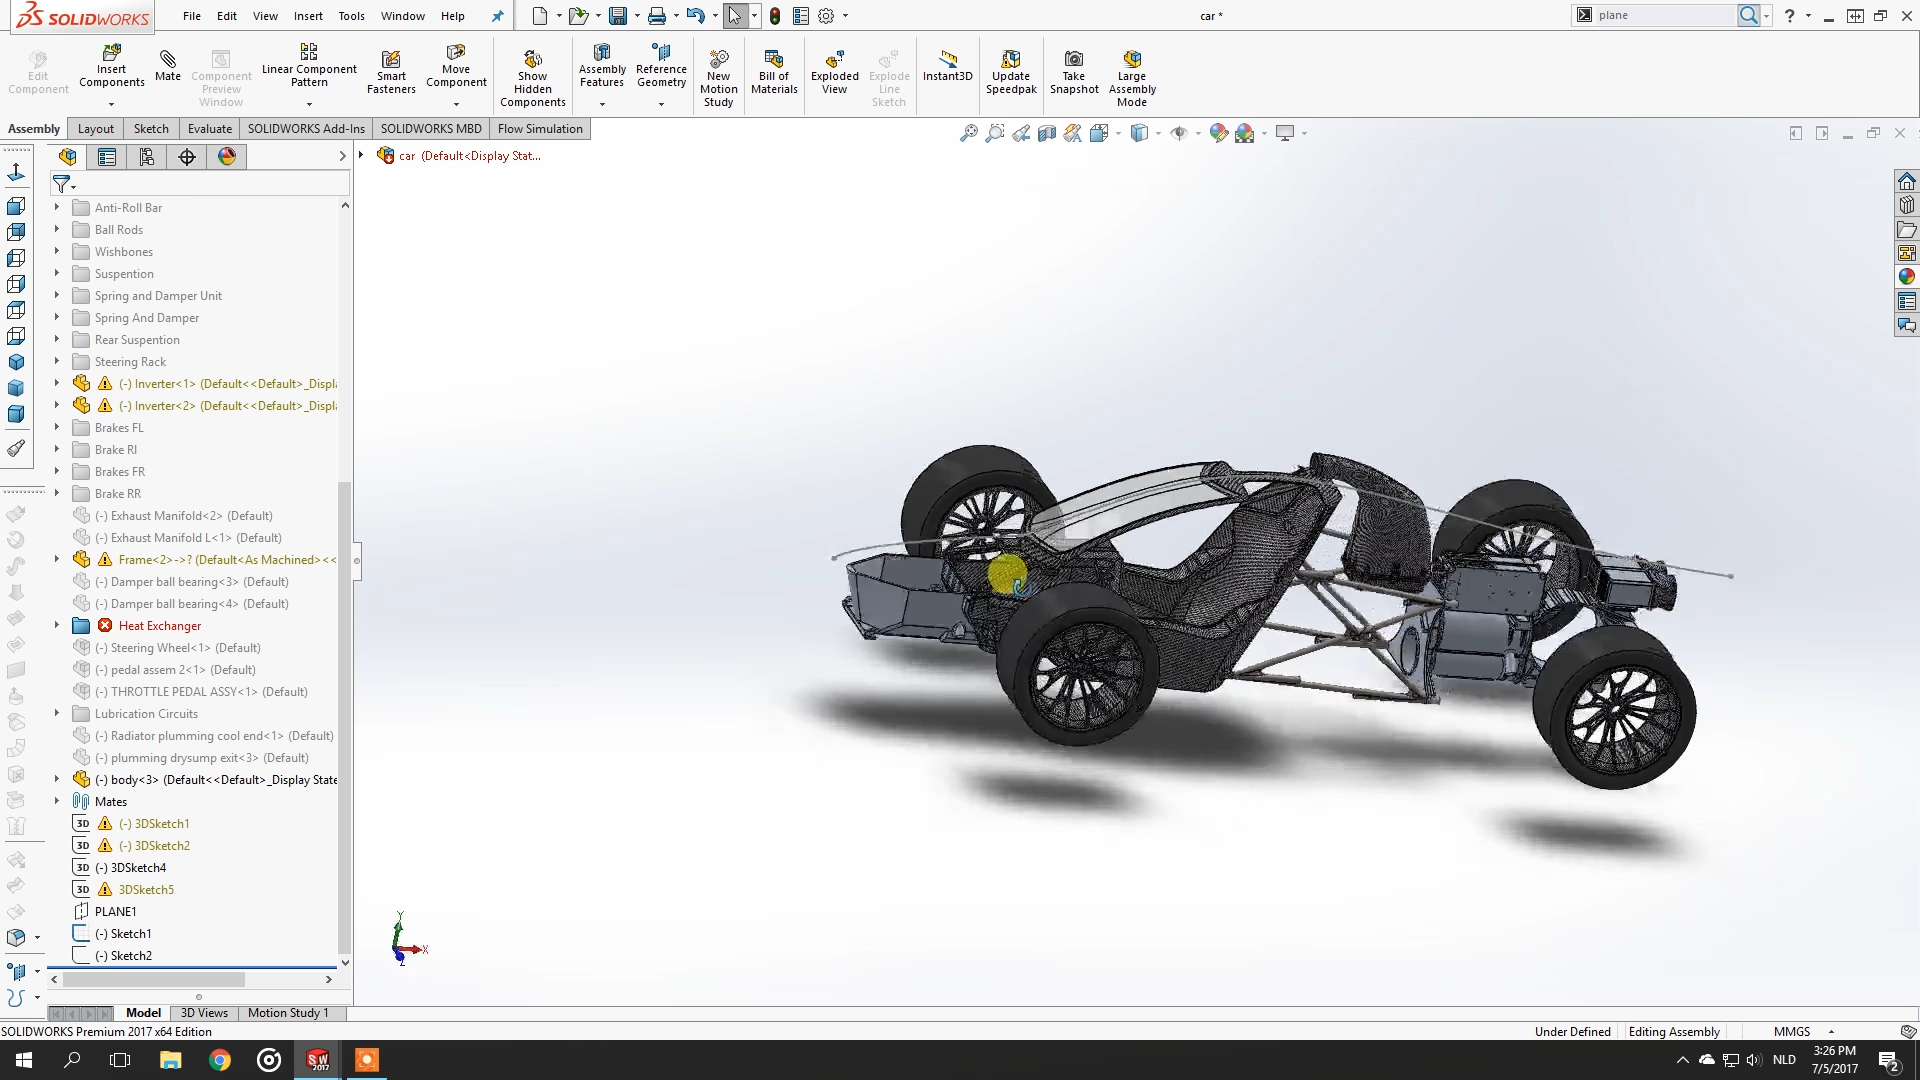 SOLIDWORKS
File Edit View Insert Tools Window Help
car *
plane
Edit Component
Insert Components
Mate
Component Preview Window
Linear Component Pattern
Smart Fasteners
Move Component
Show Hidden Components
Assembly Features
Reference Geometry
New Motion Study
Bill of Materials
Exploded View
Explode Line Sketch
Instant3D
Update Speedpak
Take Snapshot
Large Assembly Mode
Assembly Layout Sketch Evaluate SOLIDWORKS Add-Ins SOLIDWORKS MBD Flow Simulation
car (Default<Display Stat...
Anti-Roll Bar
Ball Rods
Wishbones
Suspention
Spring and Damper Unit
Spring And Damper
Rear Suspention
Steering Rack
(-) Inverter<1> (Default<<Default>_Displ
(-) Inverter<2> (Default<<Default>_Displ
Brakes FL
Brake Rl
Brakes FR
Brake RR
(-) Exhaust Manifold<2> (Default)
(-) Exhaust Manifold L<1> (Default)
Frame<2>->? (Default<As Machined><<
(-) Damper ball bearing<3> (Default)
(-) Damper ball bearing<4> (Default)
Heat Exchanger
(-) Steering Wheel<1> (Default)
(-) pedal assem 2<1> (Default)
(-) THROTTLE PEDAL ASSY<1> (Default)
Lubrication Circuits
(-) Radiator plumming cool end<1> (Default)
(-) plumming drysump exit<3> (Default)
(-) body<3> (Default<<Default>_Display State
Mates
3D (-) 3DSketch1
3D (-) 3DSketch2
3D (-) 3DSketch4
3D 3DSketch5
PLANE1
(-) Sketch1
(-) Sketch2
Y
X
Z
Model 3D Views Motion Study 1
SOLIDWORKS Premium 2017 x64 Edition
Under Defined Editing Assembly MMGS
SW 2017
NLD
3:26 PM
7/5/2017
2